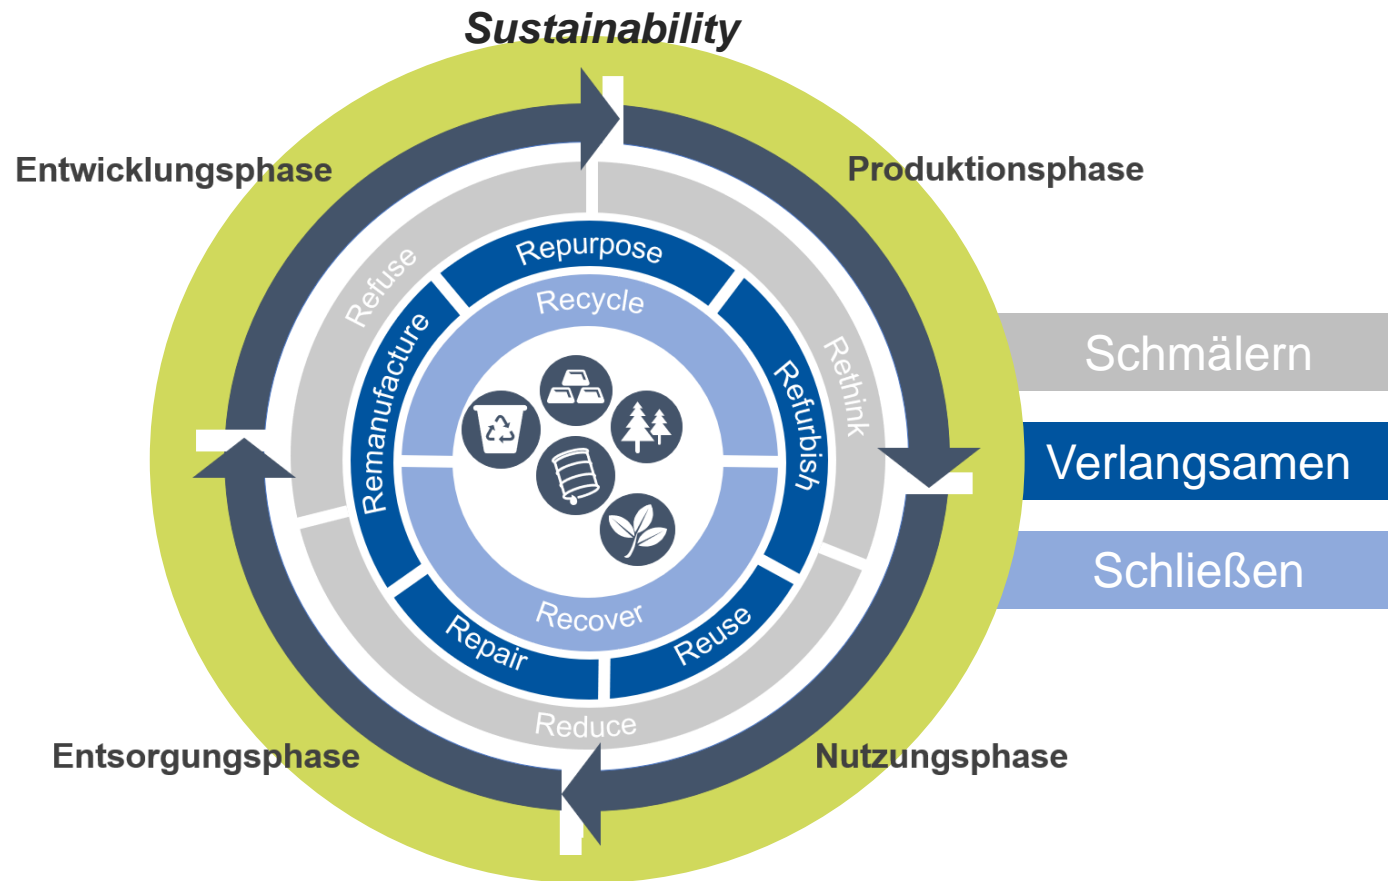 Sustainability
Entwicklungsphase
Produktionsphase
Refuse
Rethink
Reduce
Repurpose
Remanufacture
Refurbish
Repair
Reuse
Recycle
Recover
Schmälern
Verlangsamen
Schließen
Entsorgungsphase
Nutzungsphase